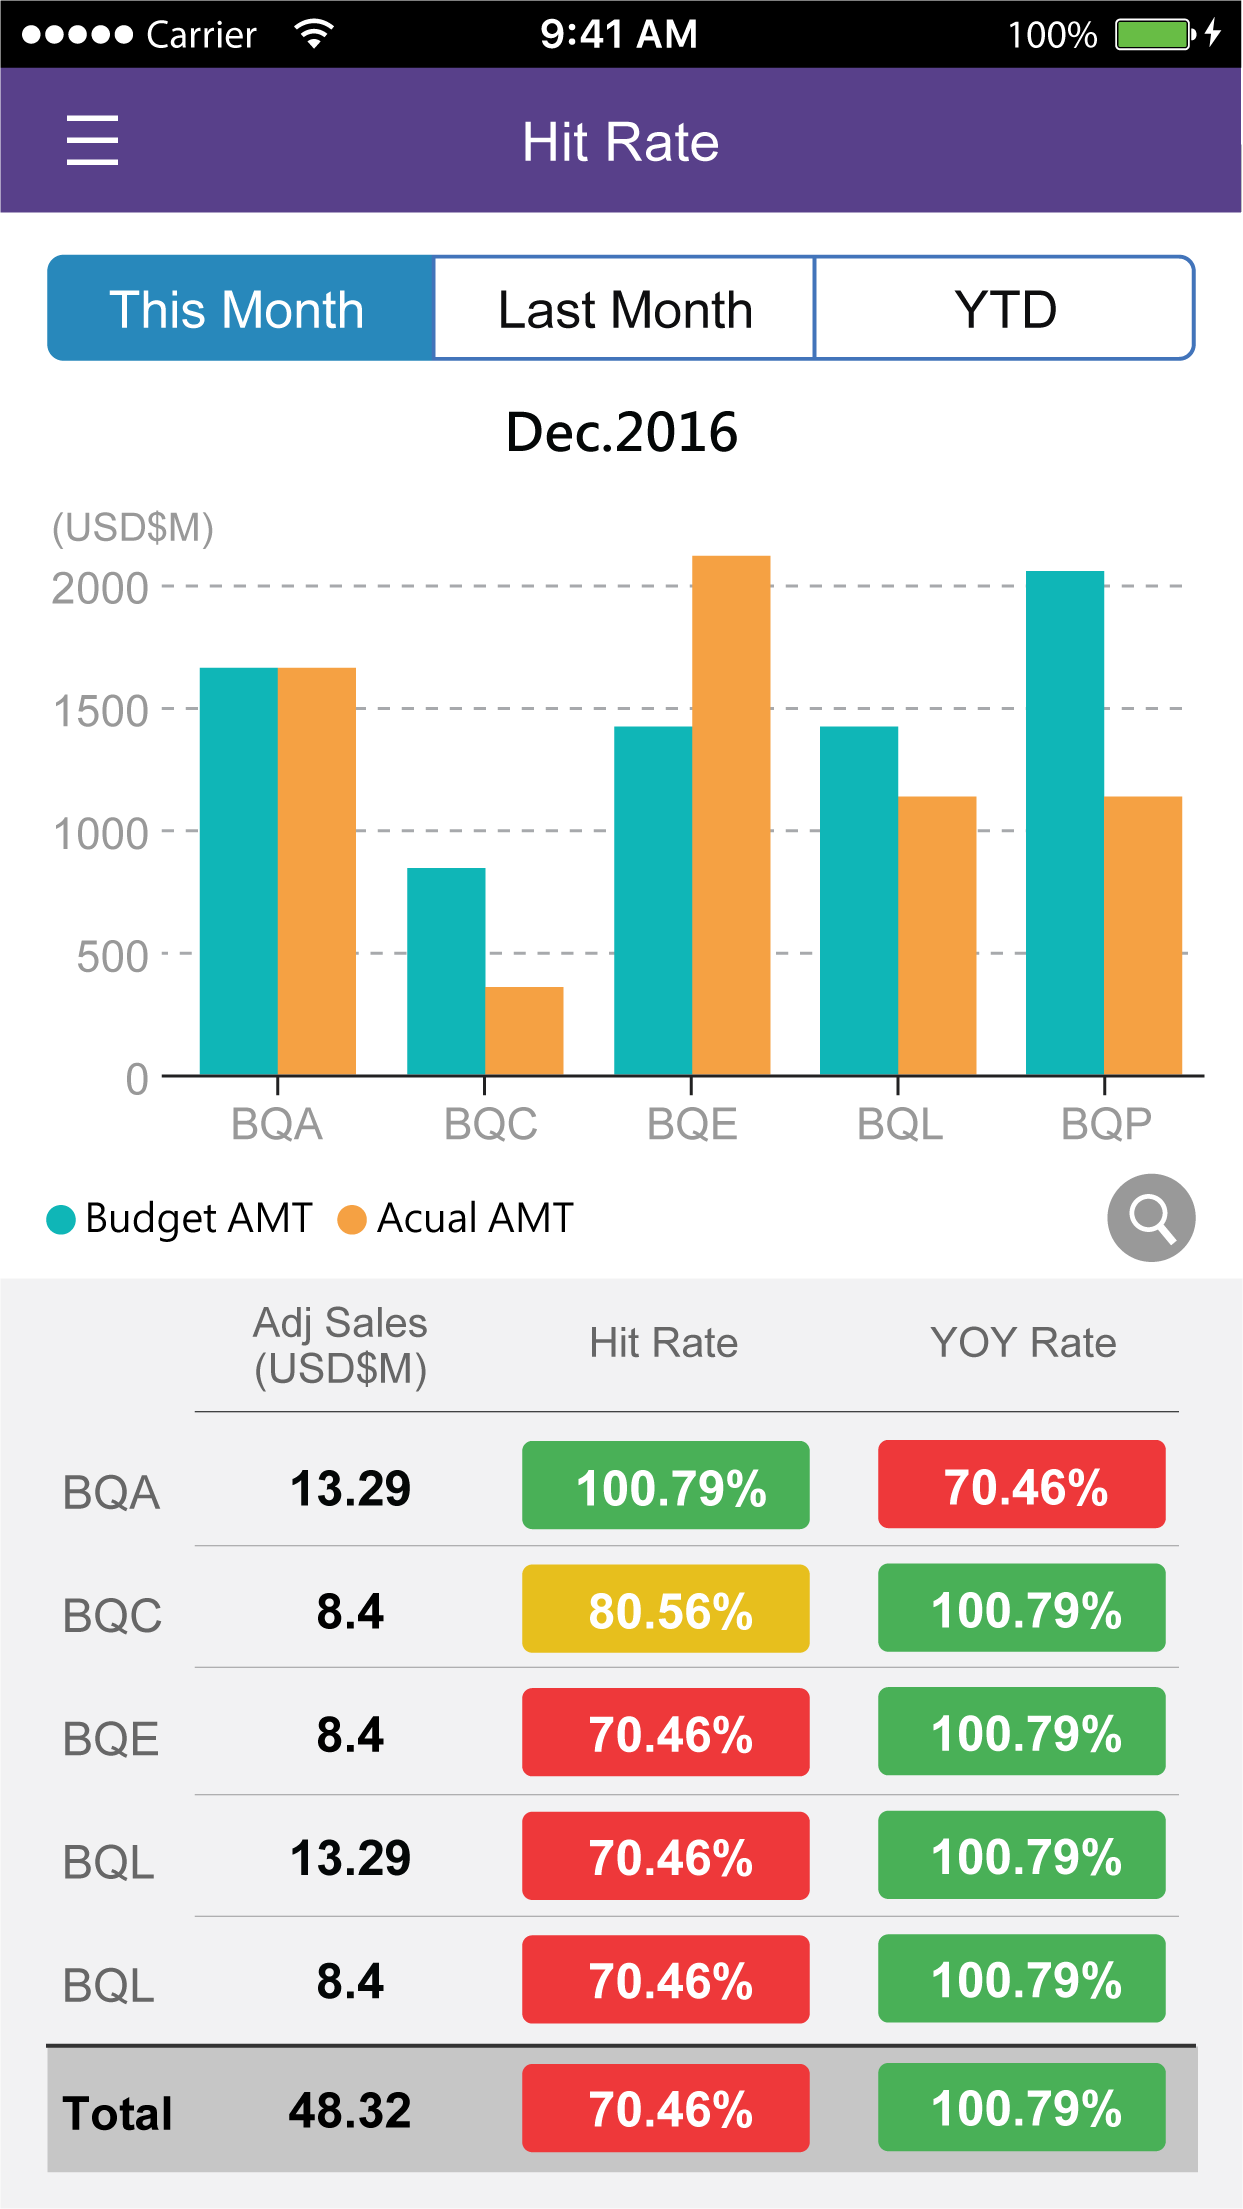 Carrier 9:41 AM 100%
Hit Rate
This Month Last Month YTD
Dec.2016
(USD$M)
2000
1500
1000
500
0
BQA BQC BQE BQL BQP
Budget AMT Acual AMT
Adj Sales
(USD$M) Hit Rate YOY Rate
BQA 13.29 100.79% 70.46%
BQC 8.4 80.56% 100.79%
BQE 8.4 70.46% 100.79%
BQL 13.29 70.46% 100.79%
BQL 8.4 70.46% 100.79%
Total 48.32 70.46% 100.79%